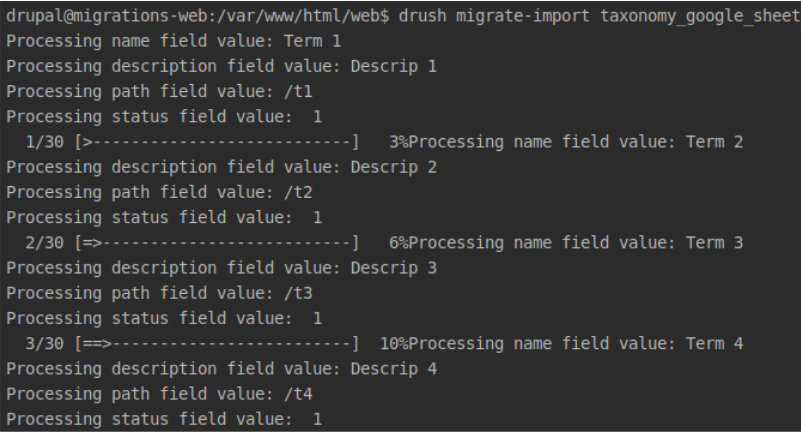 drupal@migrations-web:/var/www/html/web$ drush migrate-import taxonomy_google_sheet
Processing name field value: Term 1
Processing description field value: Descrip 1
Processing path field value: /t1
Processing status field value:  1
  1/30 [>---------------------------]   3%Processing name field value: Term 2
Processing description field value: Descrip 2
Processing path field value: /t2
Processing status field value:  1
  2/30 [=>--------------------------]   6%Processing name field value: Term 3
Processing description field value: Descrip 3
Processing path field value: /t3
Processing status field value:  1
  3/30 [==>-------------------------]  10%Processing name field value: Term 4
Processing description field value: Descrip 4
Processing path field value: /t4
Processing status field value:  1